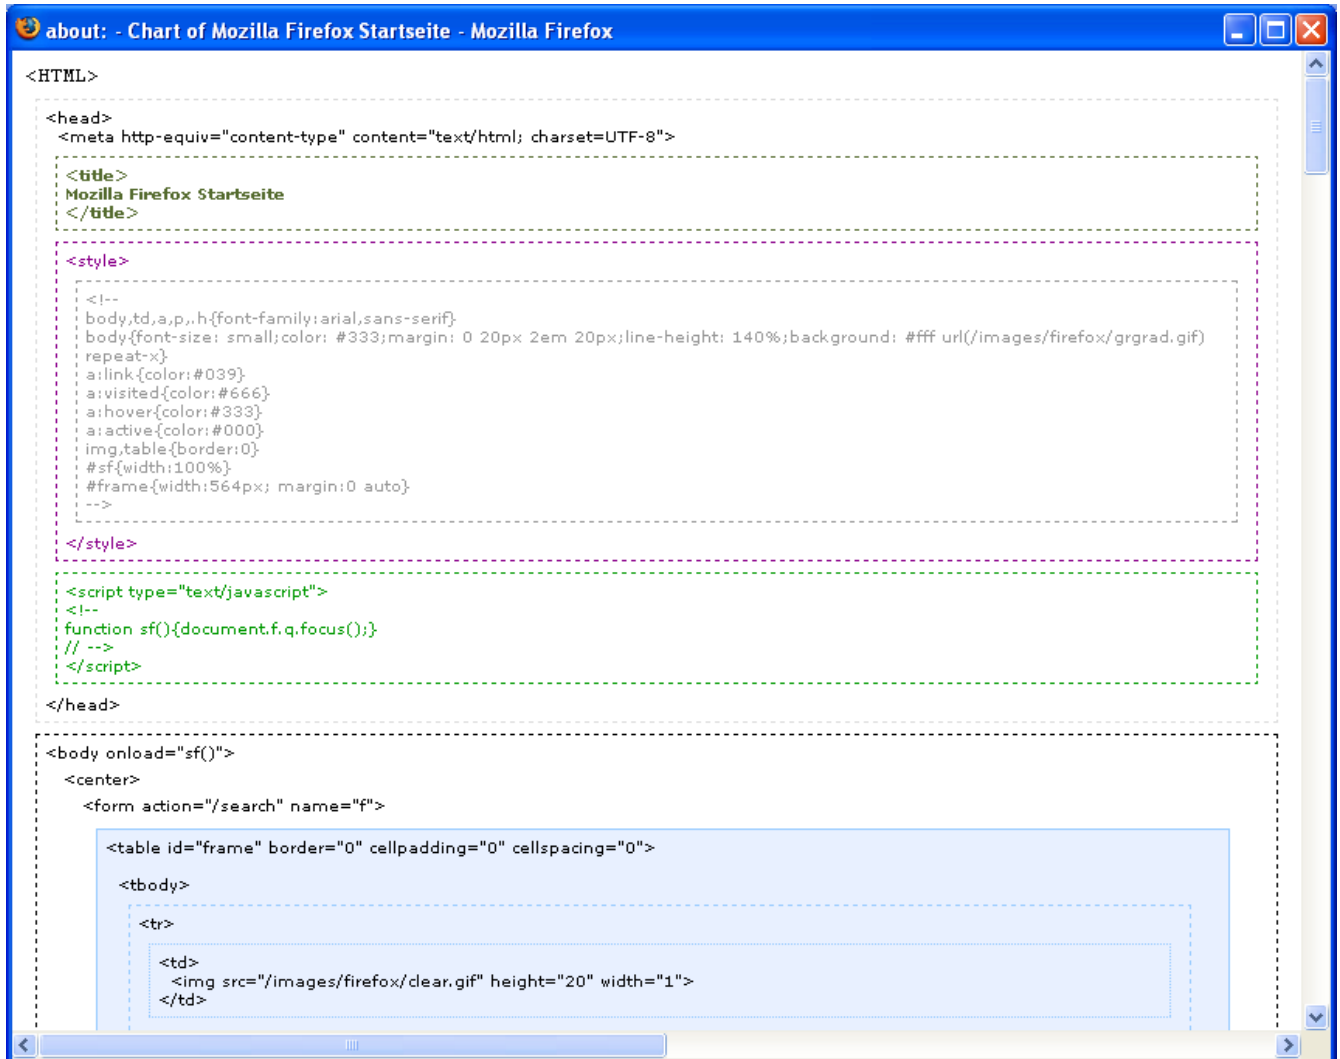 about: - Chart of Mozilla Firefox Startseite - Mozilla Firefox
<HTML>
<head>
<meta http-equiv="content-type" content="text/html; charset=UTF-8">
<title>
Mozilla Firefox Startseite
</title>
<style>
<!--
body,td,a,p,.h{font-family:arial,sans-serif}
body{font-size: small;color: #333;margin: 0 20px 2em 20px;line-height: 140%;background: #fff url(/images/firefox/grgrad.gif)
repeat-x}
a:link{color:#039}
a:visited{color:#666}
a:hover{color:#333}
a:active{color:#000}
img,table{border:0}
#sf{width:100%}
#frame{width:564px; margin:0 auto}
-->
</style>
<script type="text/javascript">
<!--
function sf(){document.f.q.focus();}
// -->
</script>
</head>
<body onload="sf()">
<center>
<form action="/search" name="f">
<table id="frame" border="0" cellpadding="0" cellspacing="0">
<tbody>
<tr>
<td>
<img src="/images/firefox/clear.gif" height="20" width="1">
</td>